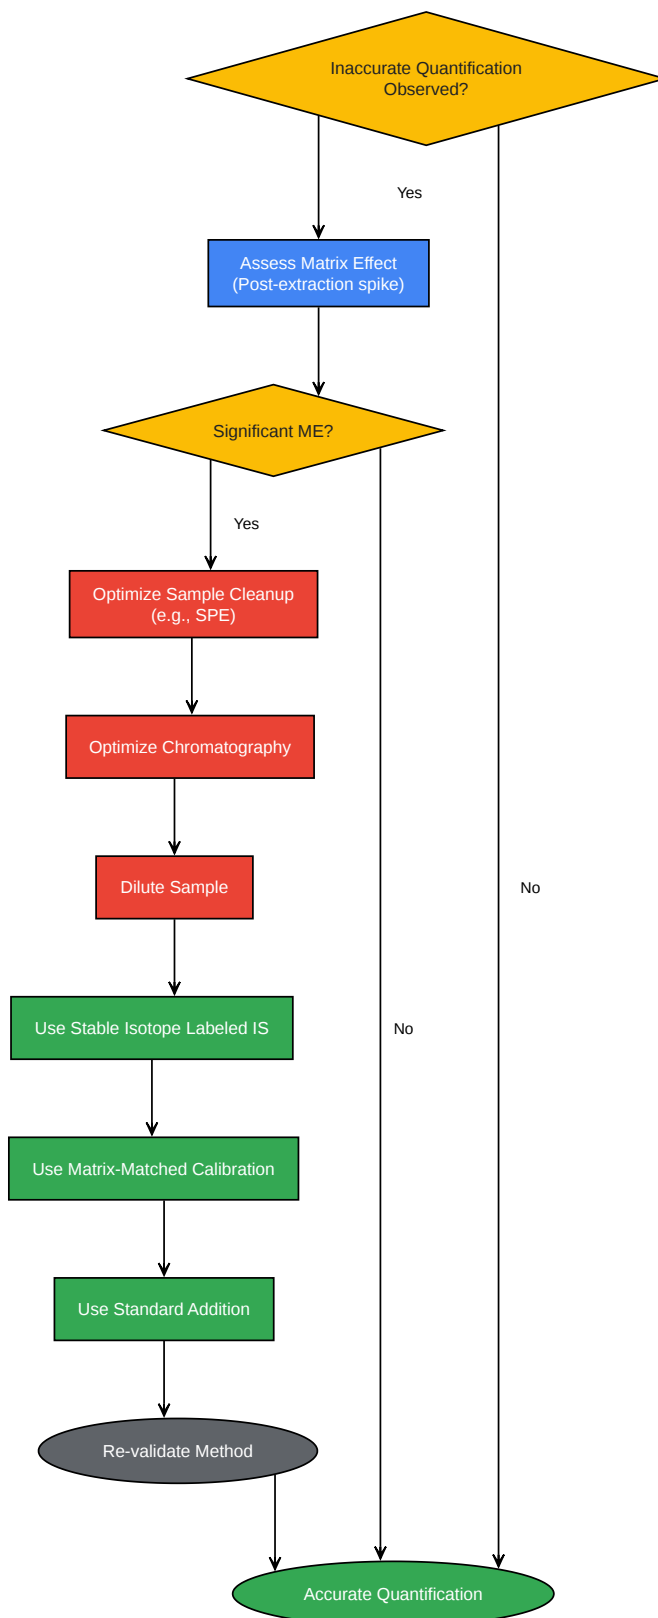 Inaccurate Quantification
Observed?
Yes
Assess Matrix Effect
(Post-extraction spike)
Significant ME?
Yes
Optimize Sample Cleanup
(e.g., SPE)
Optimize Chromatography
Dilute Sample
No
Use Stable Isotope Labeled IS
No
Use Matrix-Matched Calibration
Use Standard Addition
Re-validate Method
Accurate Quantification